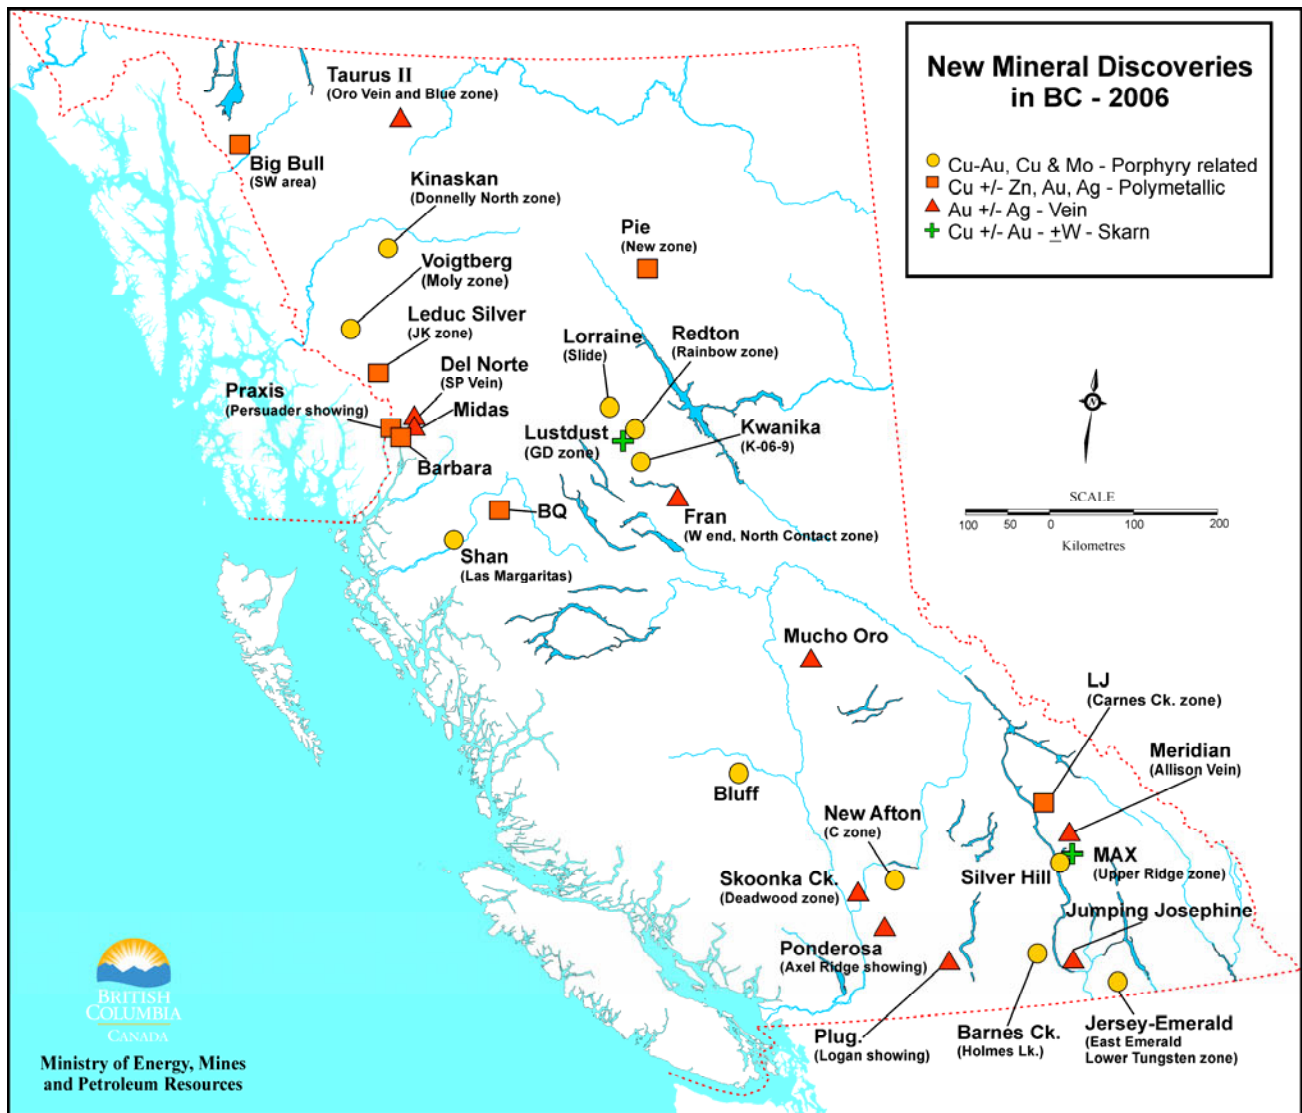 New Mineral Discoveries
in BC - 2006
Cu-Au, Cu & Mo - Porphyry related
Cu +/- Zn, Au, Ag - Polymetallic
Au +/- Ag - Vein
Cu +/- Au - ±W - Skarn
Taurus II
(Oro Vein and Blue zone)
Big Bull
(SW area)
Kinaskan
(Donnelly North zone)
Pie
(New zone)
Voigtberg
(Moly zone)
Leduc Silver
(JK zone)
Lorraine
(Slide)
Redton
(Rainbow zone)
Del Norte
(SP Vein)
Praxis
(Persuader showing)
Midas
Lustdust
(GD zone)
Kwanika
(K-06-9)
Barbara
BQ
Fran
(W end, North Contact zone)
Shan
(Las Margaritas)
N
SCALE
100 50 0 100 200
Kilometres
Mucho Oro
LJ
(Carnes Ck. zone)
Meridian
(Allison Vein)
Bluff
New Afton
(C zone)
MAX
(Upper Ridge zone)
Silver Hill
Skoonka Ck.
(Deadwood zone)
Jumping Josephine
Ponderosa
(Axel Ridge showing)
Plug.
(Logan showing)
Barnes Ck.
(Holmes Lk.)
Jersey-Emerald
(East Emerald
Lower Tungsten zone)
BRITISH
COLUMBIA
CANADA
Ministry of Energy, Mines
and Petroleum Resources